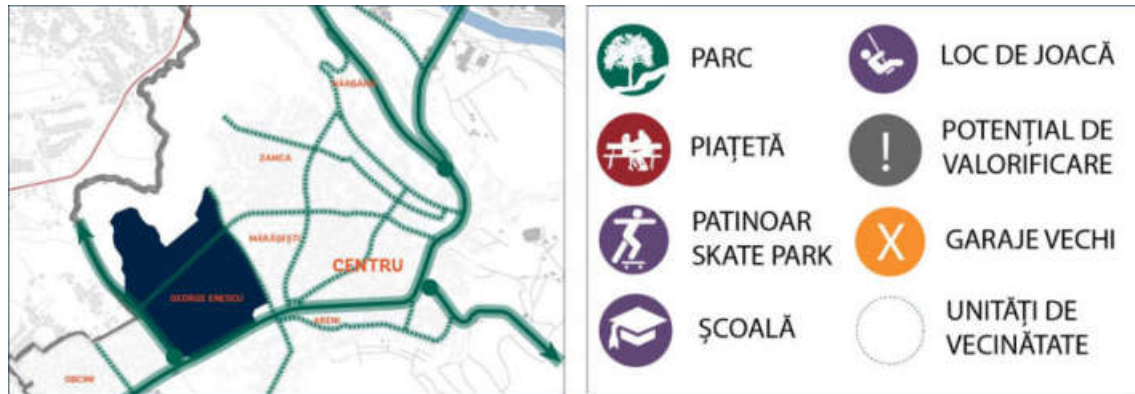 BURDUJENI
ZAMCA
MĂRĂȘEȘTI
CENTRU
GEORGE ENESCU
ARENI
OBCINI
PARC
LOC DE JOACĂ
PIAȚETĂ
POTENȚIAL DE
VALORIFICARE
PATINOAR
SKATE PARK
GARAJE VECHI
ȘCOALĂ
UNITĂȚI DE
VECINĂTATE